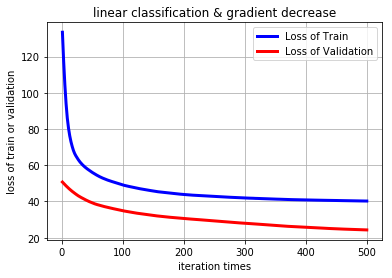 linear classification & gradient decrease
Loss of Train
Loss of Validation
loss of train or validation
120
100
80
60
40
20
0
100
200
300
400
500
iteration times